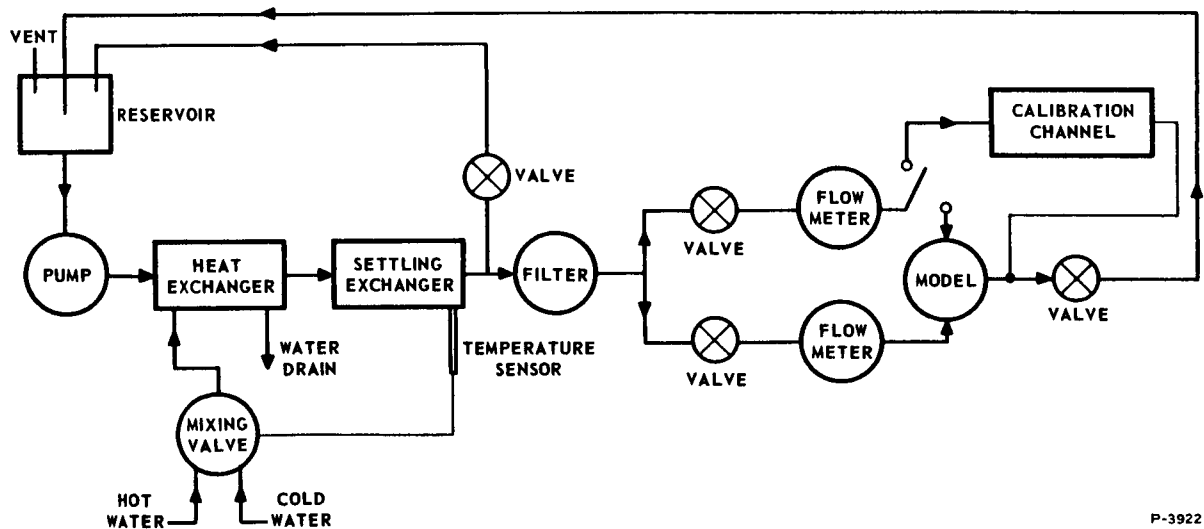 VENT
RESERVOIR
VALVE
CALIBRATION
CHANNEL
FLOW
METER
VALVE
PUMP
HEAT
EXCHANGER
SETTLING
EXCHANGER
FILTER
MODEL
VALVE
WATER
DRAIN
TEMPERATURE
SENSOR
VALVE
FLOW
METER
MIXING
VALVE
HOT
WATER
COLD
WATER
P-3922